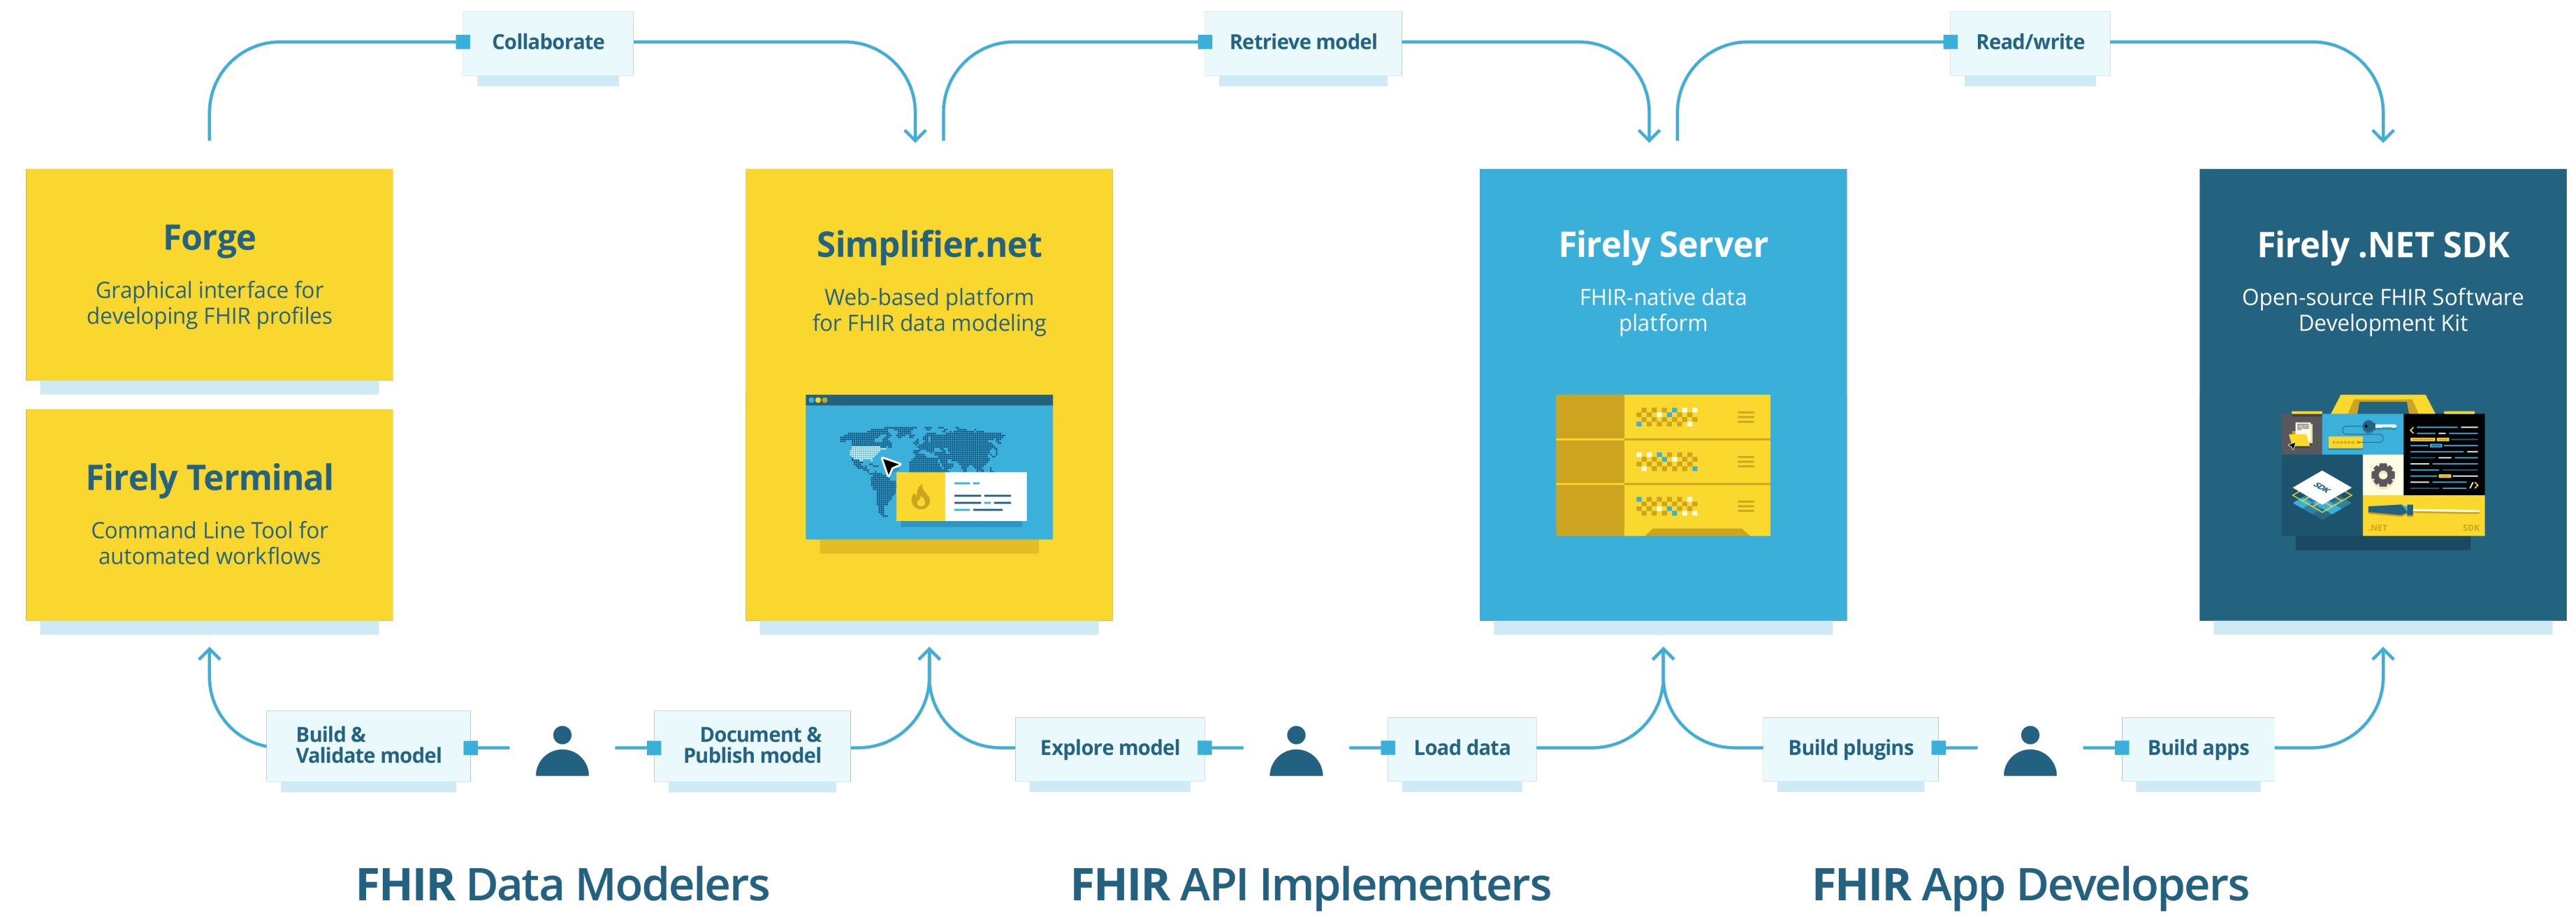 Collaborate
Retrieve model
Read/write
Forge
Graphical interface for
developing FHIR profiles
Firely Terminal
Command Line Tool for
automated workflows
Simplifier.net
Web-based platform
for FHIR data modeling
Firely Server
FHIR-native data
platform
Firely .NET SDK
Open-source FHIR Software
Development Kit
SDK
.NET
SDK
Build &
Validate model
Document &
Publish model
Explore model
Load data
Build plugins
Build apps
FHIR Data Modelers
FHIR API Implementers
FHIR App Developers